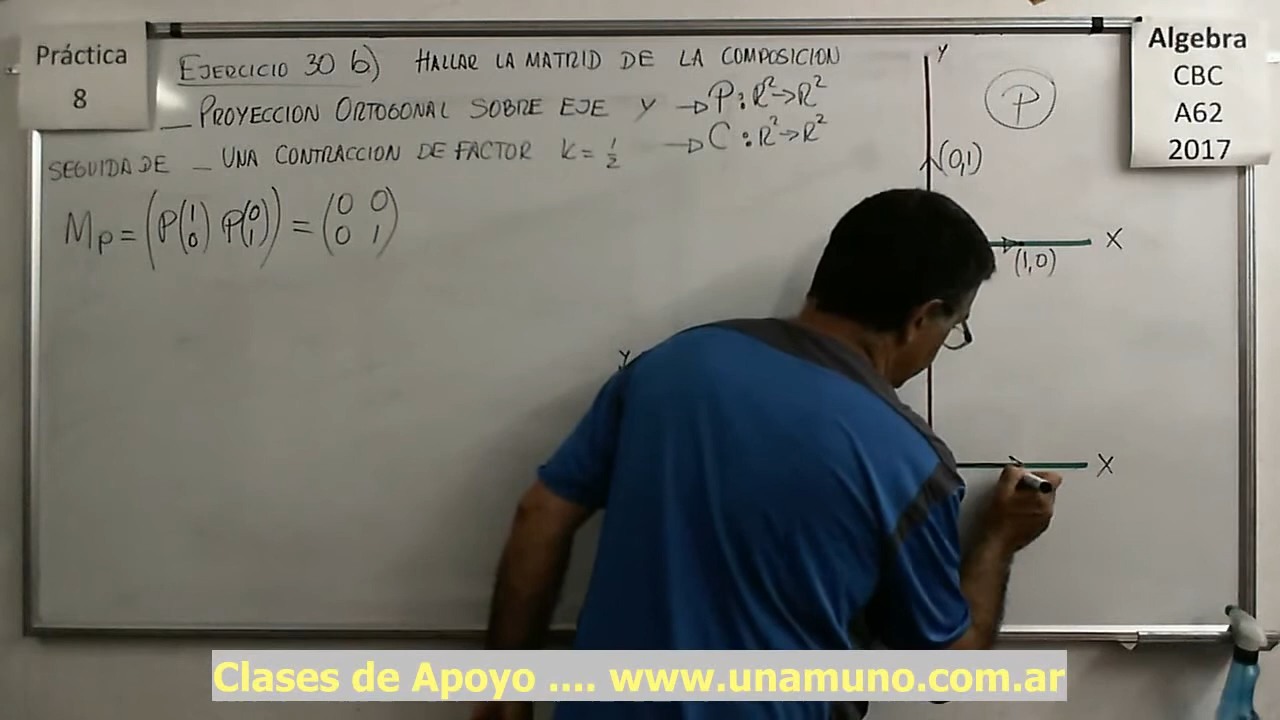 Práctica
8
EJERCICIO 30 b) HALLAR LA MATRID DE LA COMPOSICION
_ PROYECCION ORTOGONAL SOBRE EJE Y → P: R²→R²
SEGUIDA DE _ UNA CONTRACCION DE FACTOR K = 1/2 → C: R²→R²
Mp = (P(1 0) P(0 1)) = (0 0
0 1)
Algebra
CBC
A62
2017
Y
P
(0,1)
X
(1,0)
Y
X
Clases de Apoyo .... www.unamuno.com.ar